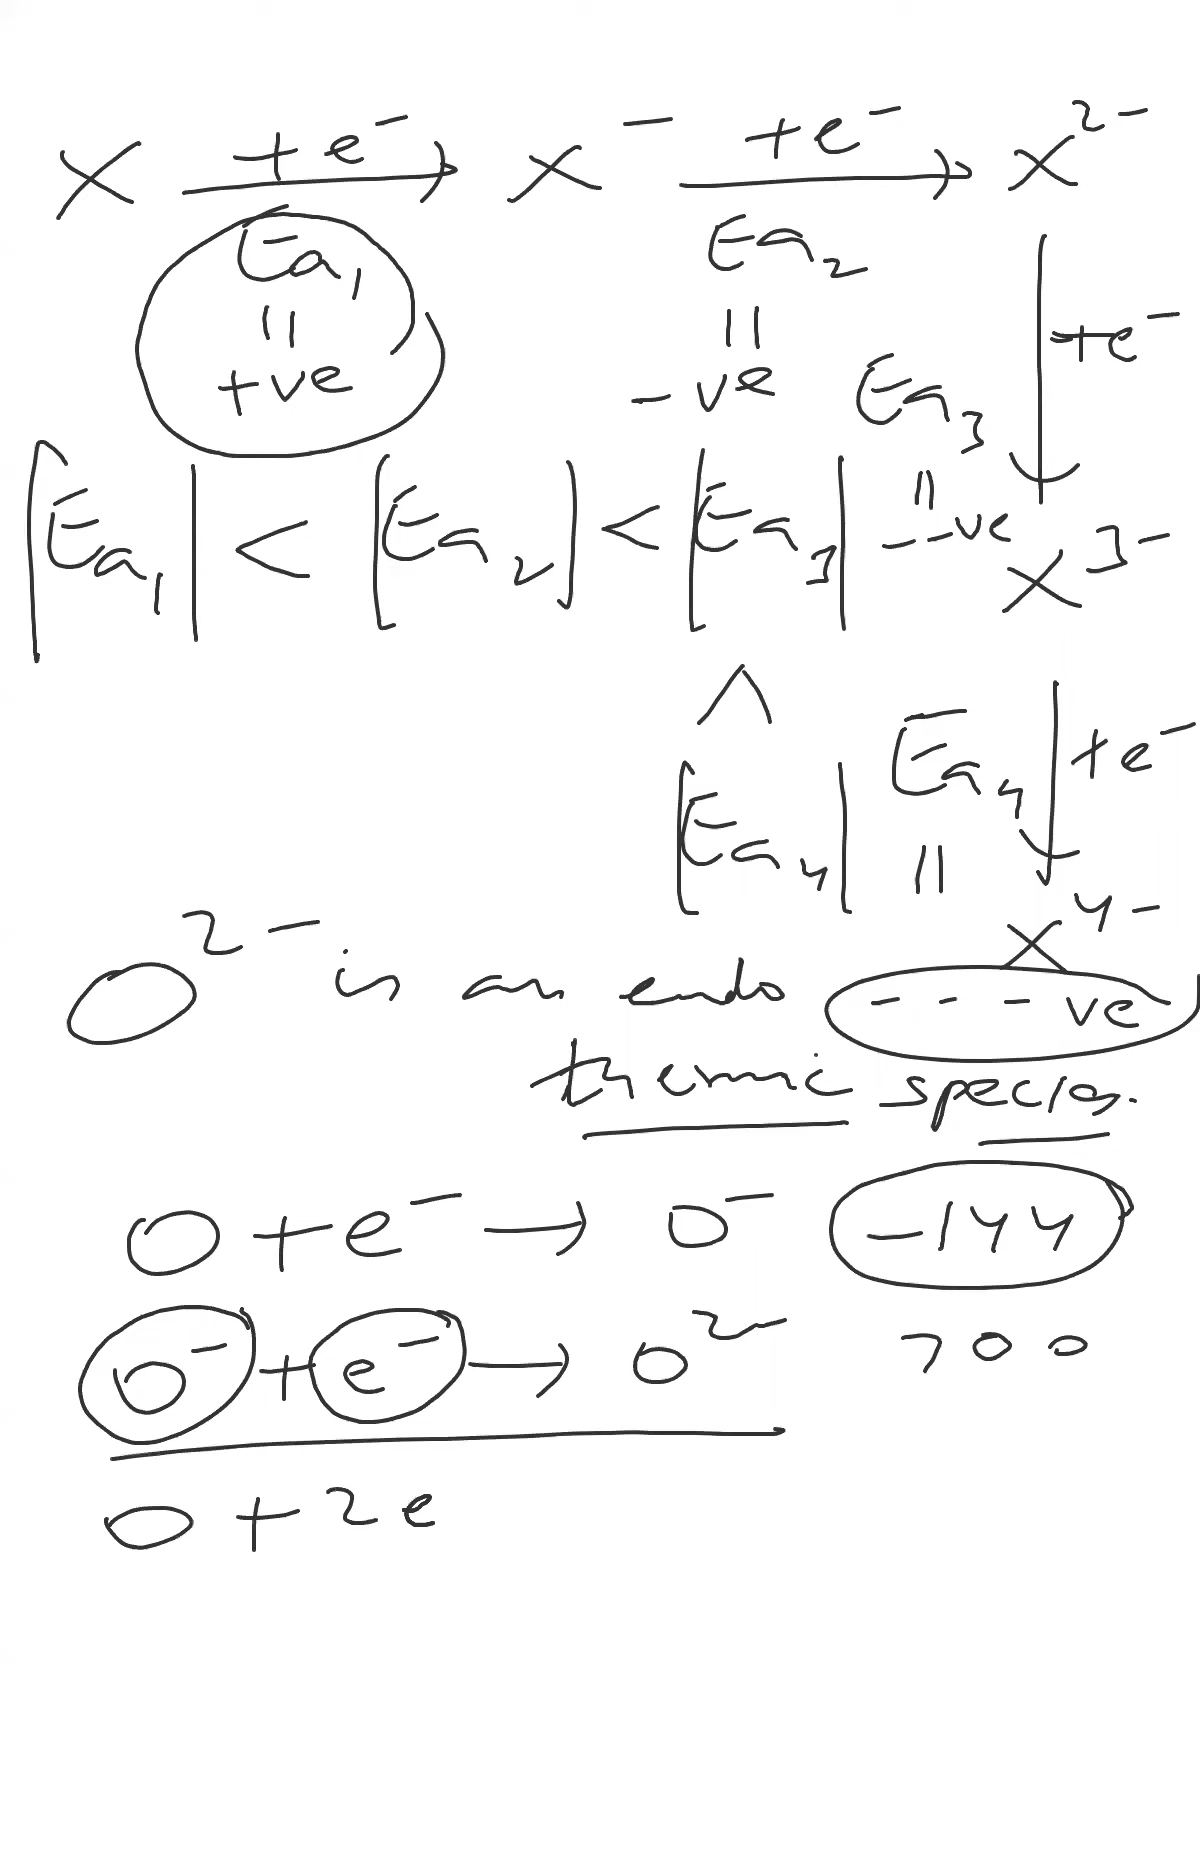 X +e⁻ → X⁻ +e⁻ → X²⁻
Ea₁ Ea₂
= = +e⁻
+ve -ve Ea₃
|Ea₁| < |Ea₂| < |Ea₃| = --ve
X³⁻
^ Ea₄ +e⁻
|Ea₄| =
X⁴⁻
O²⁻ is an endo - - - ve
thermic species.
O + e⁻ → O⁻ -144
O⁻ + e⁻ → O²⁻ 700
O + 2e